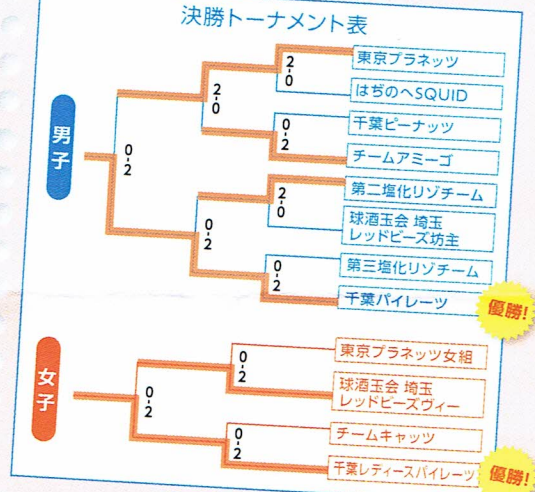 決勝トーナメント表
男子
東京プラネッツ
2-0
はぢのへSQUID
2-0
千葉ピーナッツ
0-2
チームアミーゴ
0-2
第二塩化リゾチーム
2-0
球酒玉会 埼玉
レッドビーズ坊主
0-2
第三塩化リゾチーム
0-2
千葉パイレーツ
優勝!
女子
東京プラネッツ女組
0-2
球酒玉会 埼玉
レッドビーズヴィー
0-2
チームキャッツ
0-2
千葉レディースパイレーツ
優勝!